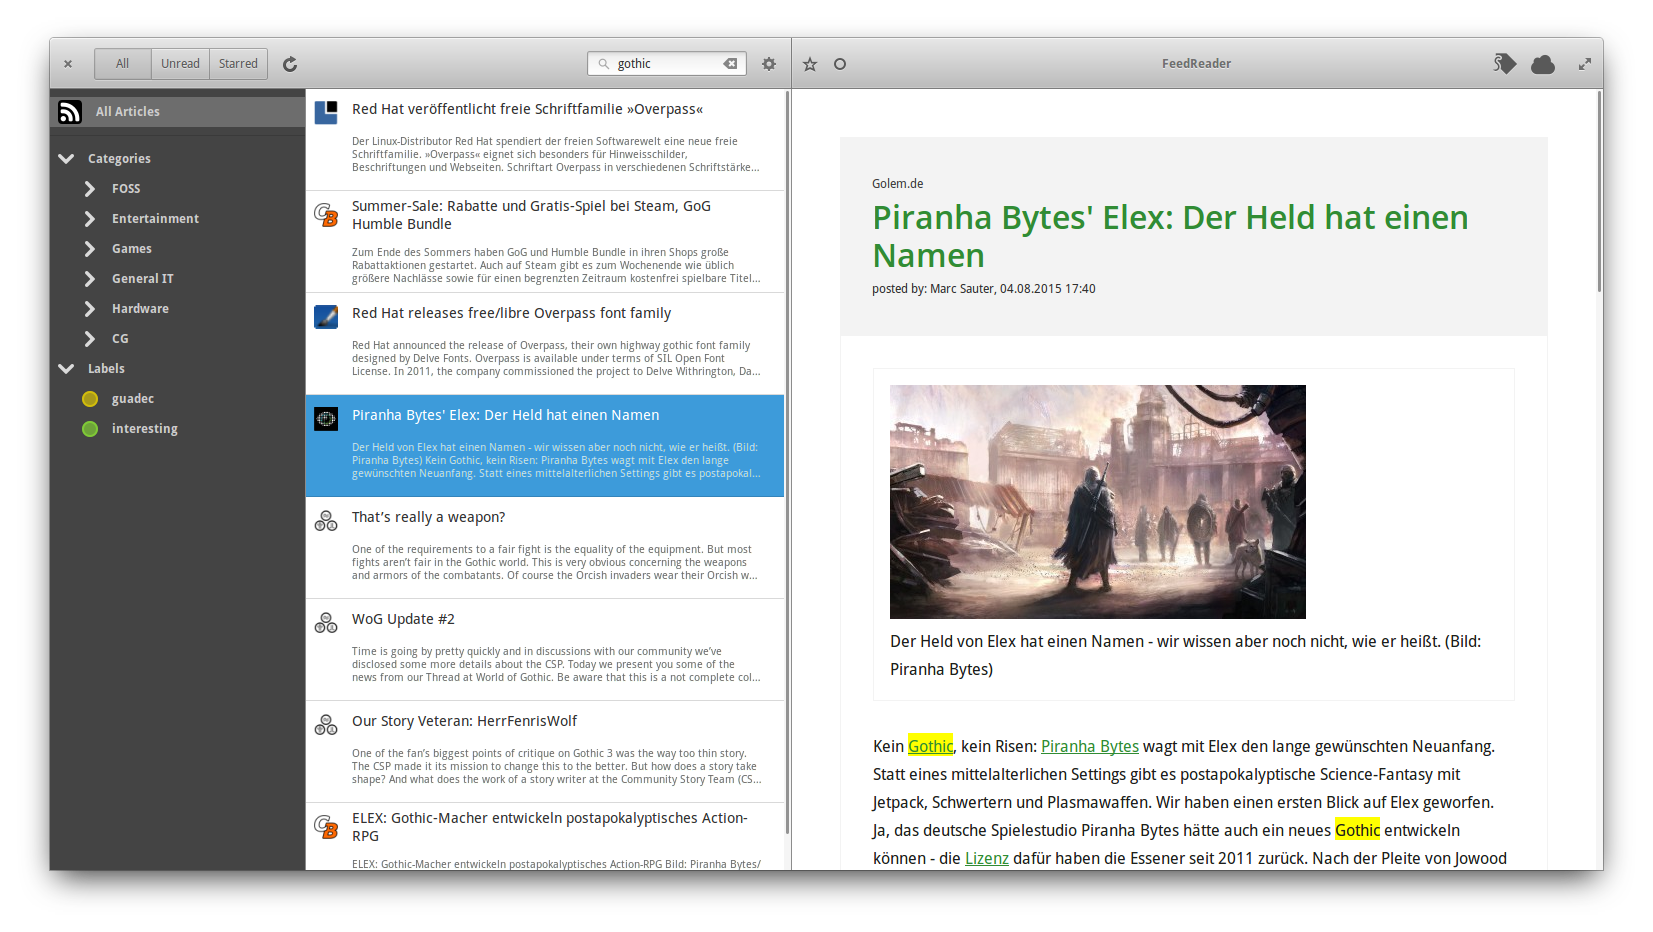 All Unread Starred gothic FeedReader
All Articles
Categories
FOSS
Entertainment
Games
General IT
Hardware
CG
Labels
guadec
interesting
Red Hat veröffentlicht freie Schriftfamilie »Overpass«
Der Linux-Distributor Red Hat spendiert der freien Softwarewelt eine neue freie
Schriftfamilie. »Overpass« eignet sich besonders für Hinweisschilder,
Beschriftungen und Webseiten. Schriftart Overpass in verschiedenen Schriftstärke...
Summer-Sale: Rabatte und Gratis-Spiel bei Steam, GoG
Humble Bundle
Zum Ende des Sommers haben GoG und Humble Bundle in ihren Shops große
Rabattaktionen gestartet. Auch auf Steam gibt es zum Wochenende wie üblich
größere Nachlässe sowie für einen begrenzten Zeitraum kostenfrei spielbare Titel...
Red Hat releases free/libre Overpass font family
Red Hat announced the release of Overpass, their own highway gothic font family
designed by Delve Fonts. Overpass is available under terms of SIL Open Font
License. In 2011, the company commissioned the project to Delve Withrington, Da...
Piranha Bytes' Elex: Der Held hat einen Namen
Der Held von Elex hat einen Namen - wir wissen aber noch nicht, wie er heißt. (Bild:
Piranha Bytes) Kein Gothic, kein Risen: Piranha Bytes wagt mit Elex den lange
gewünschten Neuanfang. Statt eines mittelalterlichen Settings gibt es postapokal...
That’s really a weapon?
One of the requirements to a fair fight is the equality of the equipment. But most
fights aren’t fair in the Gothic world. This is very obvious concerning the weapons
and armors of the combatants. Of course the Orcish invaders wear their Orcish w...
WoG Update #2
Time is going by pretty quickly and in discussions with our community we’ve
disclosed some more details about the CSP. Today we present you some of the
news from our Thread at World of Gothic. Be aware that this is a not complete col...
Our Story Veteran: HerrFenrisWolf
One of the fan’s biggest points of critique on Gothic 3 was the way too thin story.
The CSP made it its mission to change this to the better. But how does a story take
shape? And what does the work of a story writer at the Community Story Team (CS...
ELEX: Gothic-Macher entwickeln postapokalyptisches Action-
RPG
ELEX: Gothic-Macher entwickeln postapokalyptisches Action-RPG Bild: Piranha Bytes/
Golem.de
Piranha Bytes' Elex: Der Held hat einen
Namen
posted by: Marc Sauter, 04.08.2015 17:40
Der Held von Elex hat einen Namen - wir wissen aber noch nicht, wie er heißt. (Bild:
Piranha Bytes)
Kein Gothic, kein Risen: Piranha Bytes wagt mit Elex den lange gewünschten Neuanfang.
Statt eines mittelalterlichen Settings gibt es postapokalyptische Science-Fantasy mit
Jetpack, Schwertern und Plasmawaffen. Wir haben einen ersten Blick auf Elex geworfen.
Ja, das deutsche Spielestudio Piranha Bytes hätte auch ein neues Gothic entwickeln
können - die Lizenz dafür haben die Essener seit 2011 zurück. Nach der Pleite von Jowood